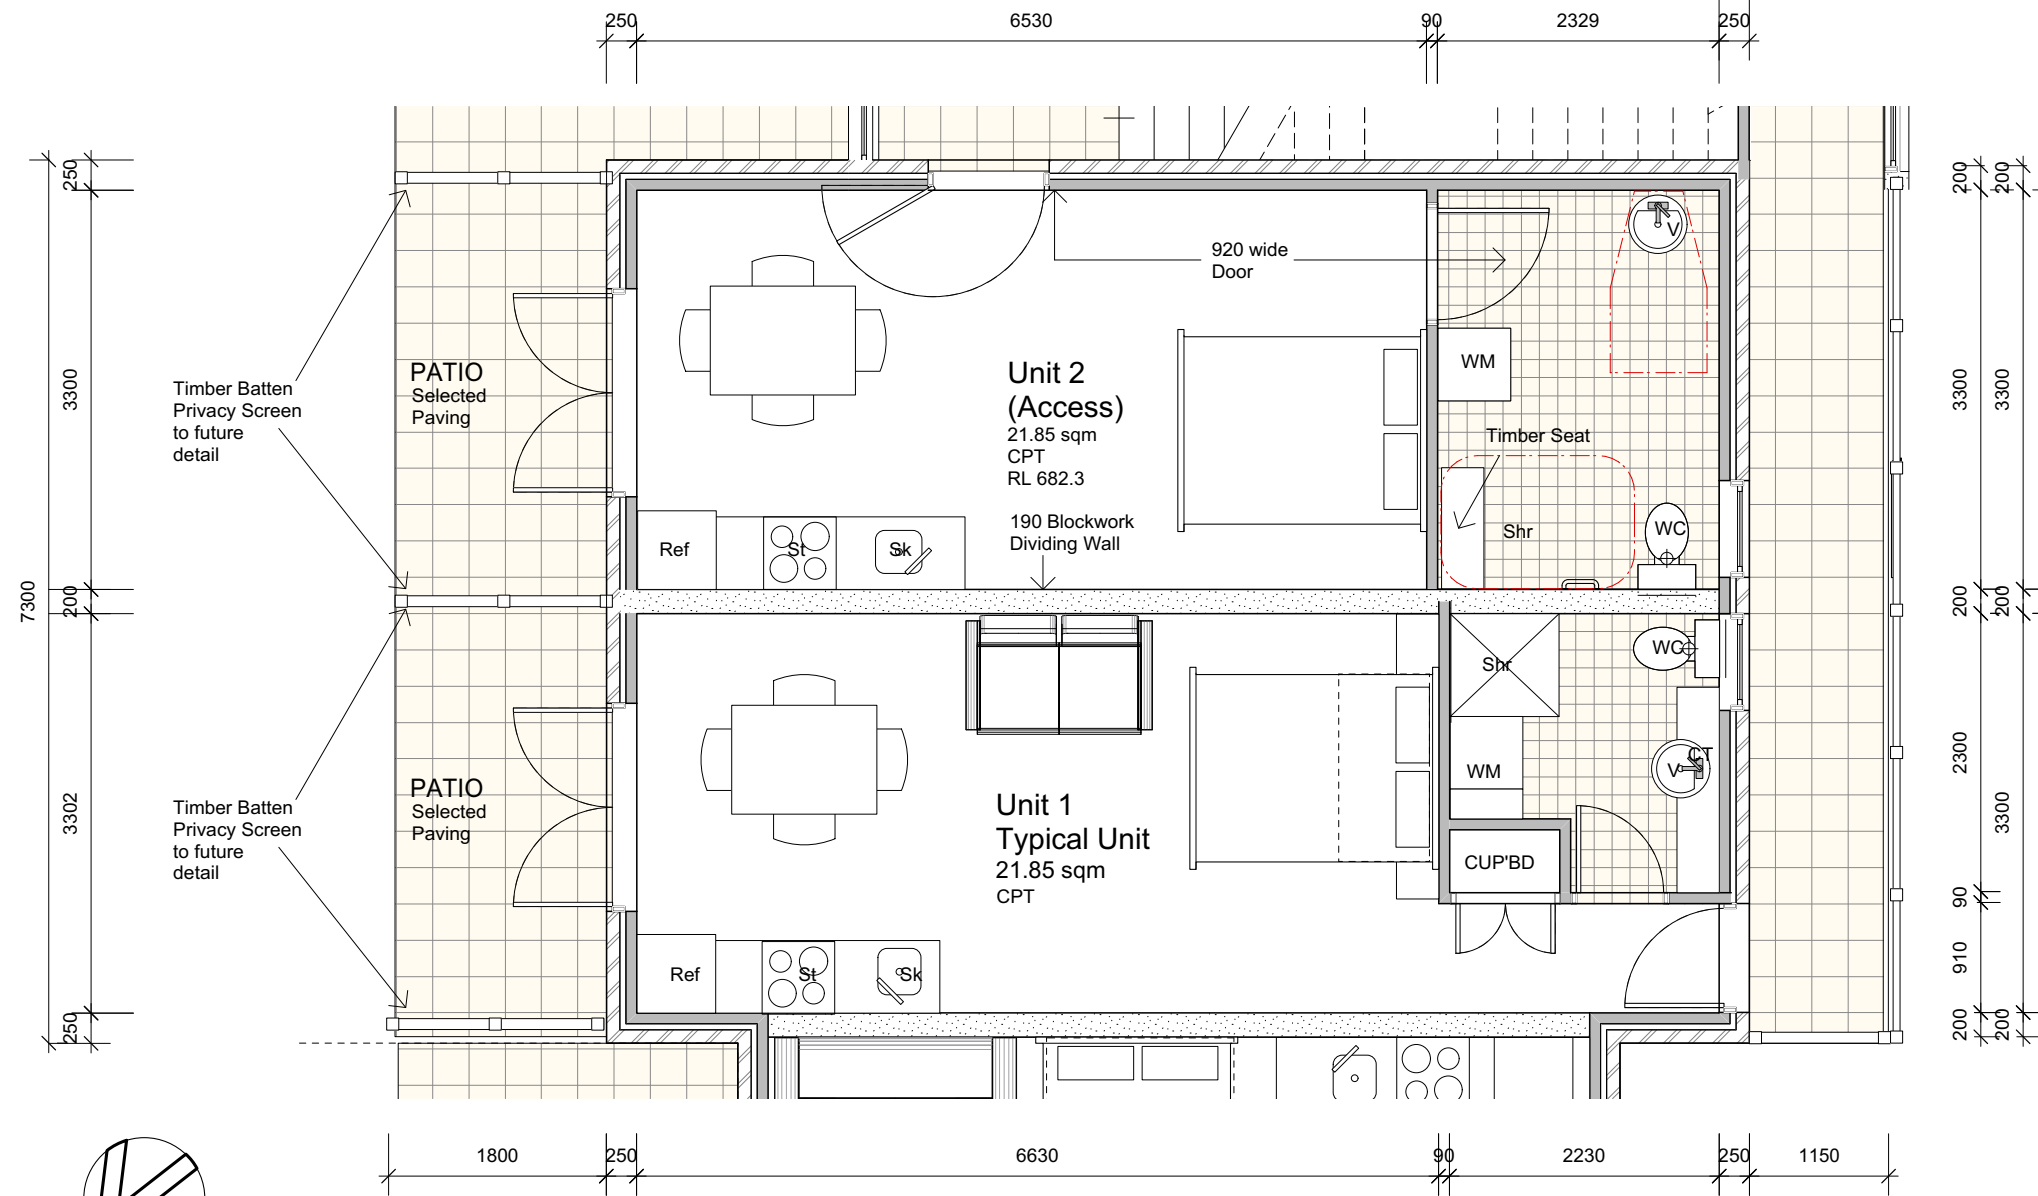 250
6530
90
2329
250
250
3300
7300
200
3302
250
200
200
3300
3300
200
200
2300
3300
90
910
200
200
Timber Batten
Privacy Screen
to future
detail
PATIO
Selected
Paving
920 wide
Door
Unit 2
(Access)
21.85 sqm
CPT
RL 682.3
190 Blockwork
Dividing Wall
V
WM
Timber Seat
Shr
WC
Ref
St
Sk
Timber Batten
Privacy Screen
to future
detail
PATIO
Selected
Paving
Unit 1
Typical Unit
21.85 sqm
CPT
Shr
WC
WM
CT
V
CUP'BD
Ref
St
Sk
1800
250
6630
90
2230
250
1150